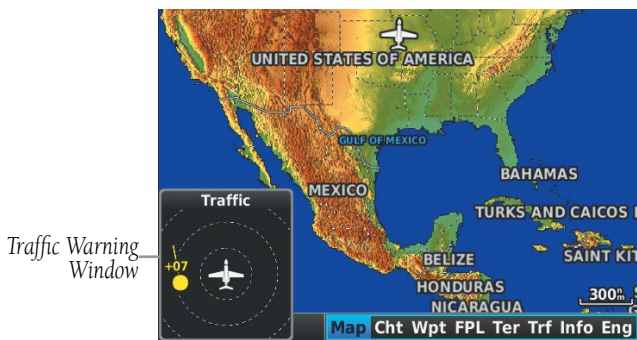 UNITED STATES OF AMERICA
GULF OF MEXICO
BAHAMAS
MEXICO
TURKS AND CAICOS I
Traffic
+07
Traffic Warning
Window
BELIZE
SAINT KIT
HONDURAS
300nm
NICARAGUA
Map Cht Wpt FPL Ter Trf Info Eng